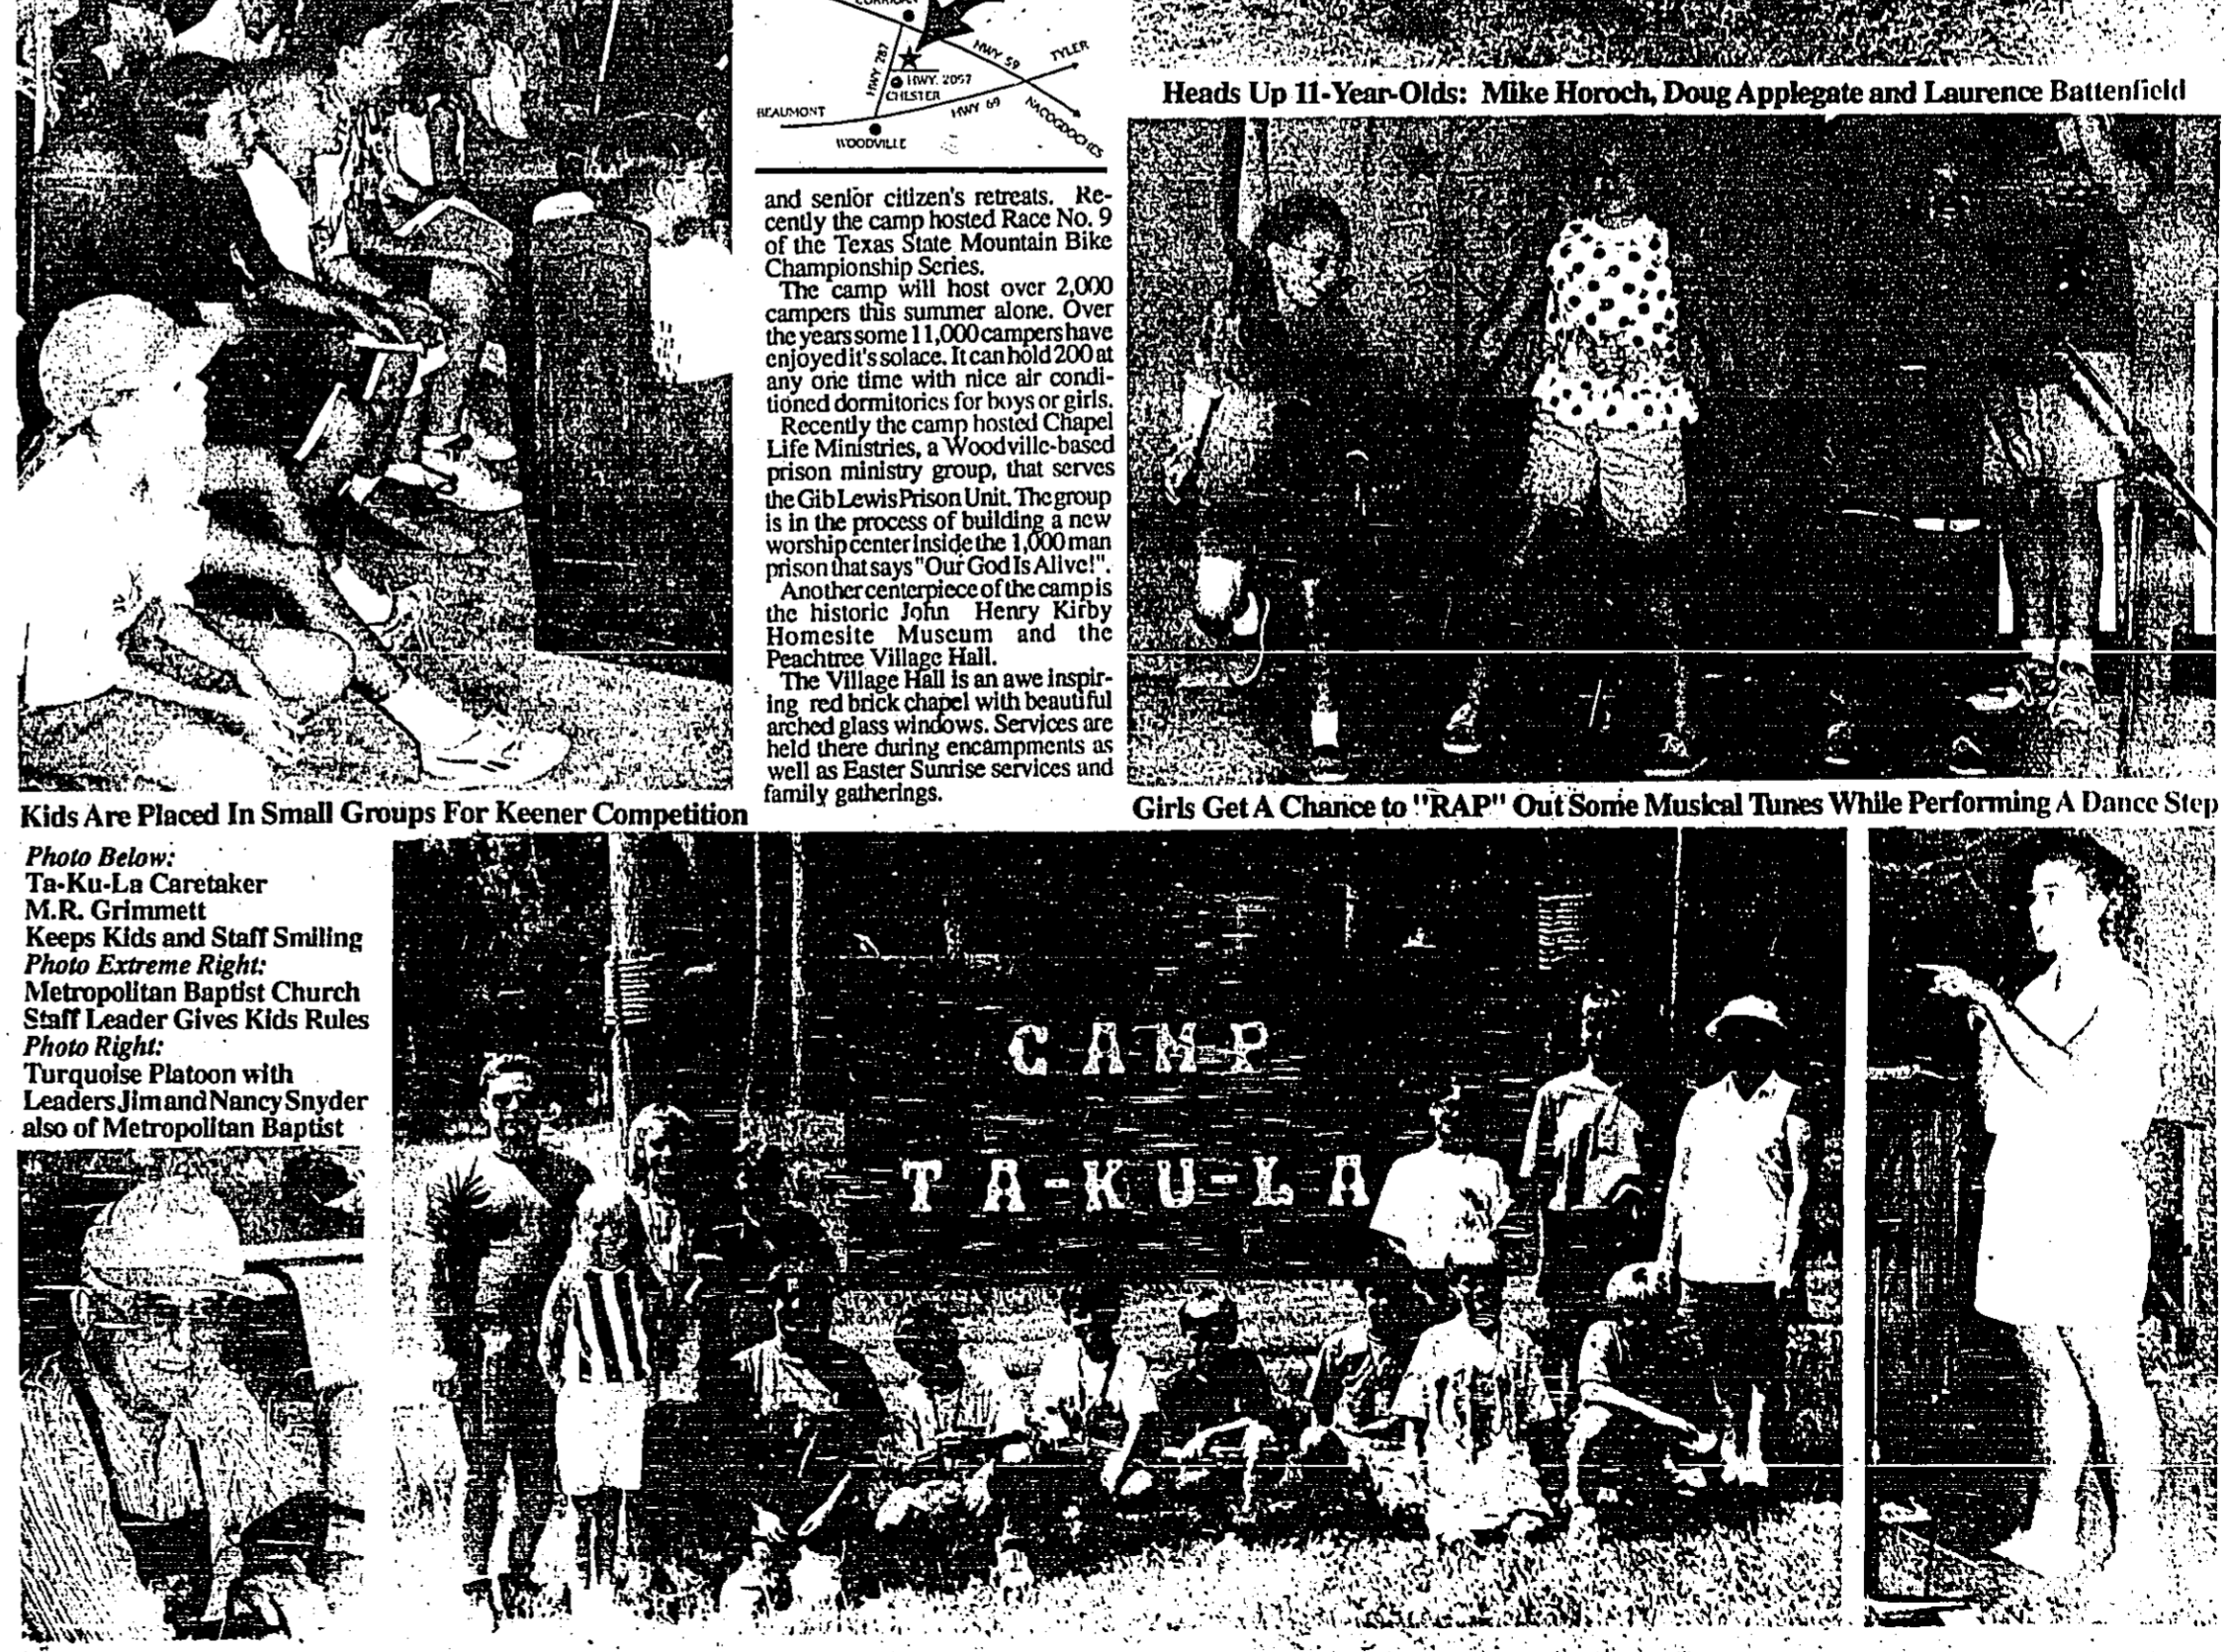 HWY 287
HWY 59
TYLER
HWY. 2097
CHESTER
BEAUMONT
HWY 69
NACOGDOCHES
WOODVILLE
and senior citizen's retreats. Re-
cently the camp hosted Race No. 9
of the Texas State Mountain Bike
Championship Series.
The camp will host over 2,000
campers this summer alone. Over
the years some 11,000 campers have
enjoyed it's solace. It can hold 200 at
any one time with nice air condi-
tioned dormitories for boys or girls.
Recently the camp hosted Chapel
Life Ministries, a Woodville-based
prison ministry group, that serves
the Gib Lewis Prison Unit. The group
is in the process of building a new
worship center inside the 1,000 man
prison that says "Our God Is Alive!".
Another centerpiece of the camp is
the historic John Henry Kirby
Homesite Museum and the
Peachtree Village Hall.
The Village Hall is an awe inspir-
ing red brick chapel with beautiful
arched glass windows. Services are
held there during encampments as
well as Easter Sunrise services and
family gatherings.
Heads Up 11-Year-Olds: Mike Horoch, Doug Applegate and Laurence Battenfield
Kids Are Placed In Small Groups For Keener Competition
Girls Get A Chance to "RAP" Out Some Musical Tunes While Performing A Dance Step
Photo Below:
Ta-Ku-La Caretaker
M.R. Grimmett
Keeps Kids and Staff Smiling
Photo Extreme Right:
Metropolitan Baptist Church
Staff Leader Gives Kids Rules
Photo Right:
Turquoise Platoon with
Leaders Jim and Nancy Snyder
also of Metropolitan Baptist
CAMP
TA-KU-LA